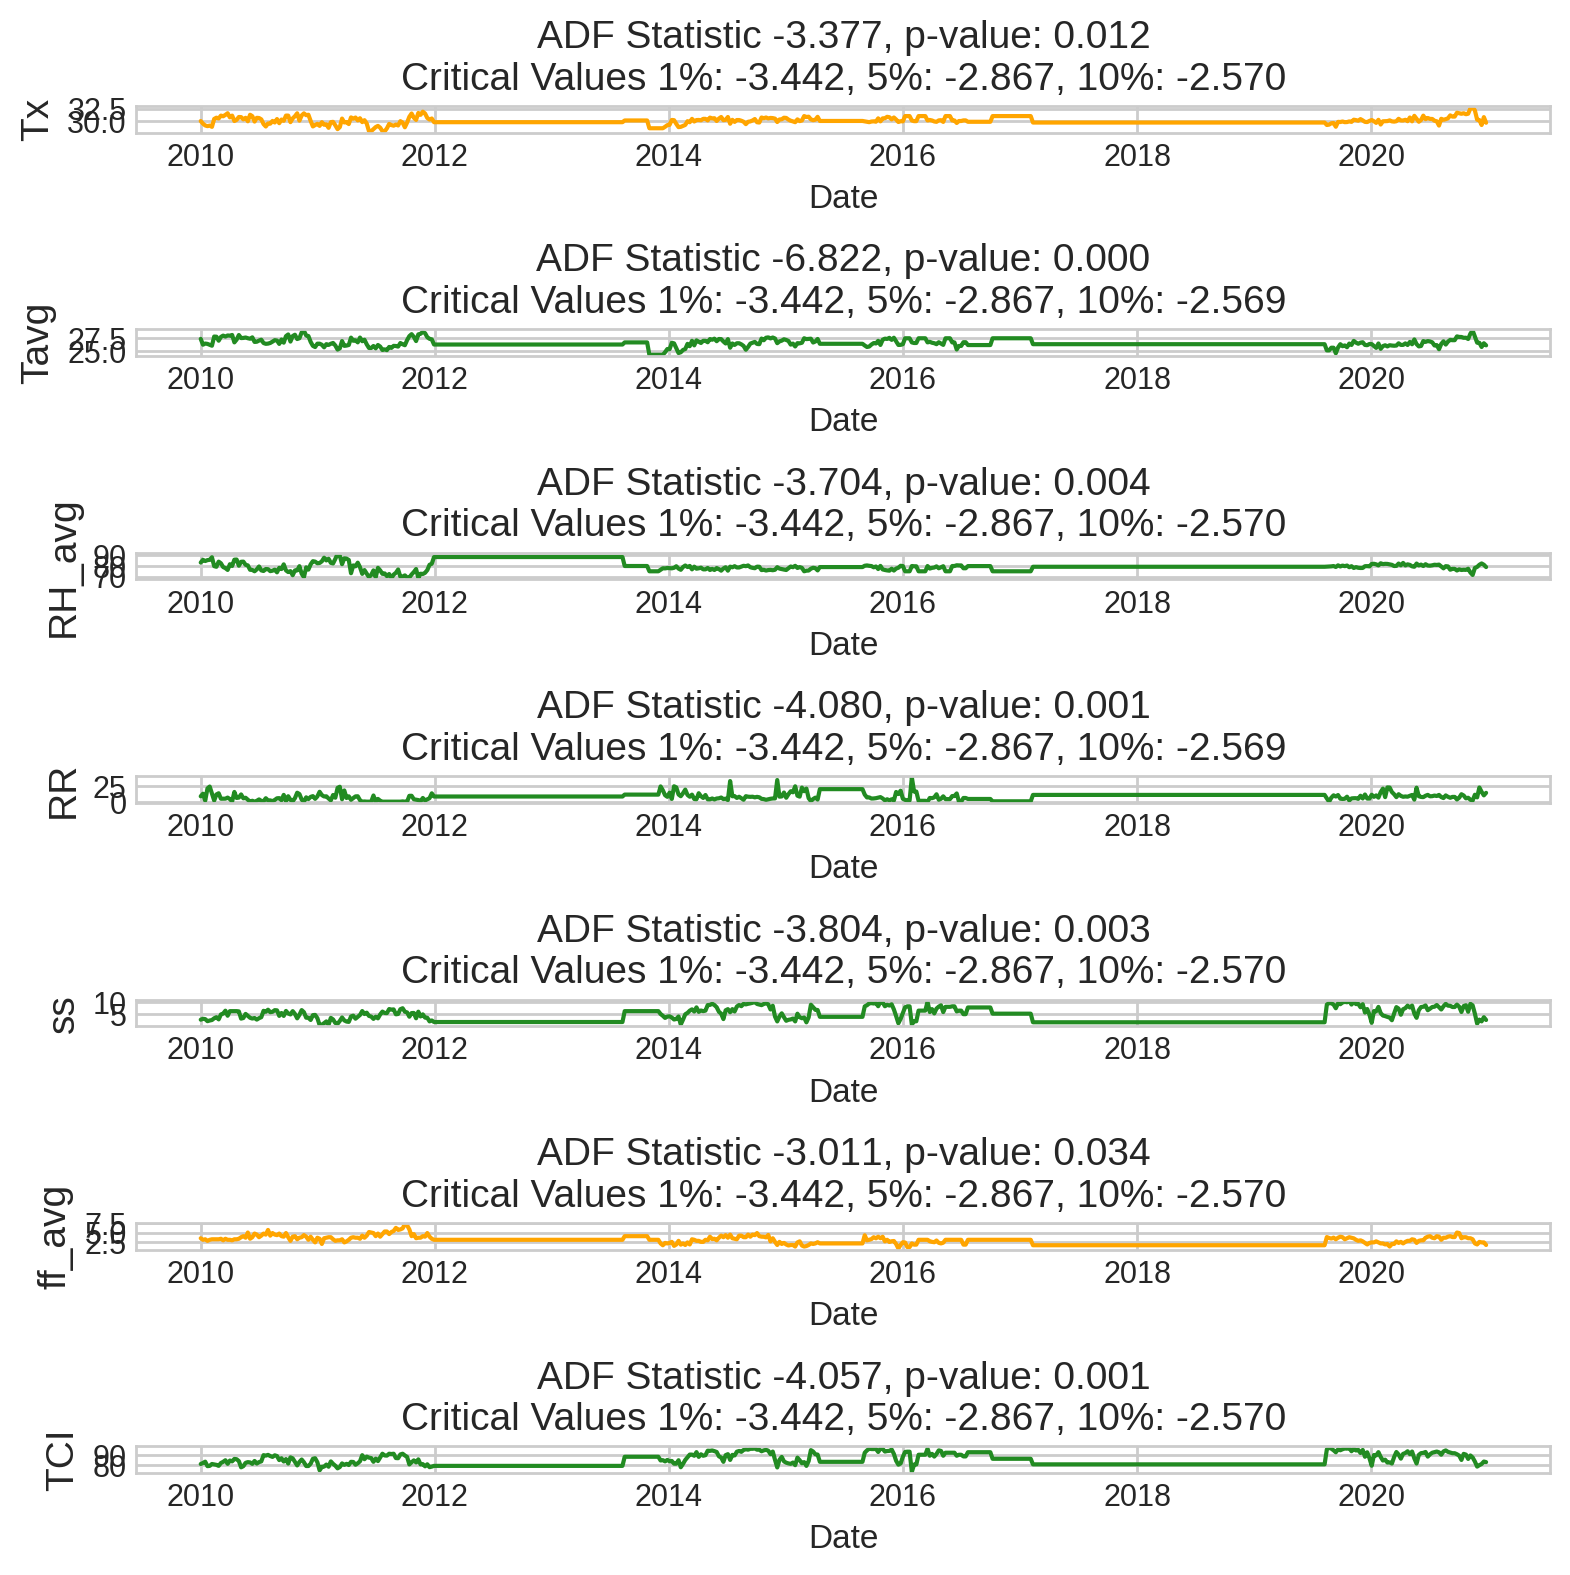 ADF Statistic -3.377, p-value: 0.012
Critical Values 1%: -3.442, 5%: -2.867, 10%: -2.570
Tx
32.5
30.0
2010 2012 2014 2016 2018 2020
Date
ADF Statistic -6.822, p-value: 0.000
Critical Values 1%: -3.442, 5%: -2.867, 10%: -2.569
Tavg
27.5
25.0
2010 2012 2014 2016 2018 2020
Date
ADF Statistic -3.704, p-value: 0.004
Critical Values 1%: -3.442, 5%: -2.867, 10%: -2.570
RH_avg
90
80
70
2010 2012 2014 2016 2018 2020
Date
ADF Statistic -4.080, p-value: 0.001
Critical Values 1%: -3.442, 5%: -2.867, 10%: -2.569
RR
25
0
2010 2012 2014 2016 2018 2020
Date
ADF Statistic -3.804, p-value: 0.003
Critical Values 1%: -3.442, 5%: -2.867, 10%: -2.570
ss
10
5
2010 2012 2014 2016 2018 2020
Date
ADF Statistic -3.011, p-value: 0.034
Critical Values 1%: -3.442, 5%: -2.867, 10%: -2.570
ff_avg
7.5
5.0
2.5
2010 2012 2014 2016 2018 2020
Date
ADF Statistic -4.057, p-value: 0.001
Critical Values 1%: -3.442, 5%: -2.867, 10%: -2.570
TCI
90
80
2010 2012 2014 2016 2018 2020
Date